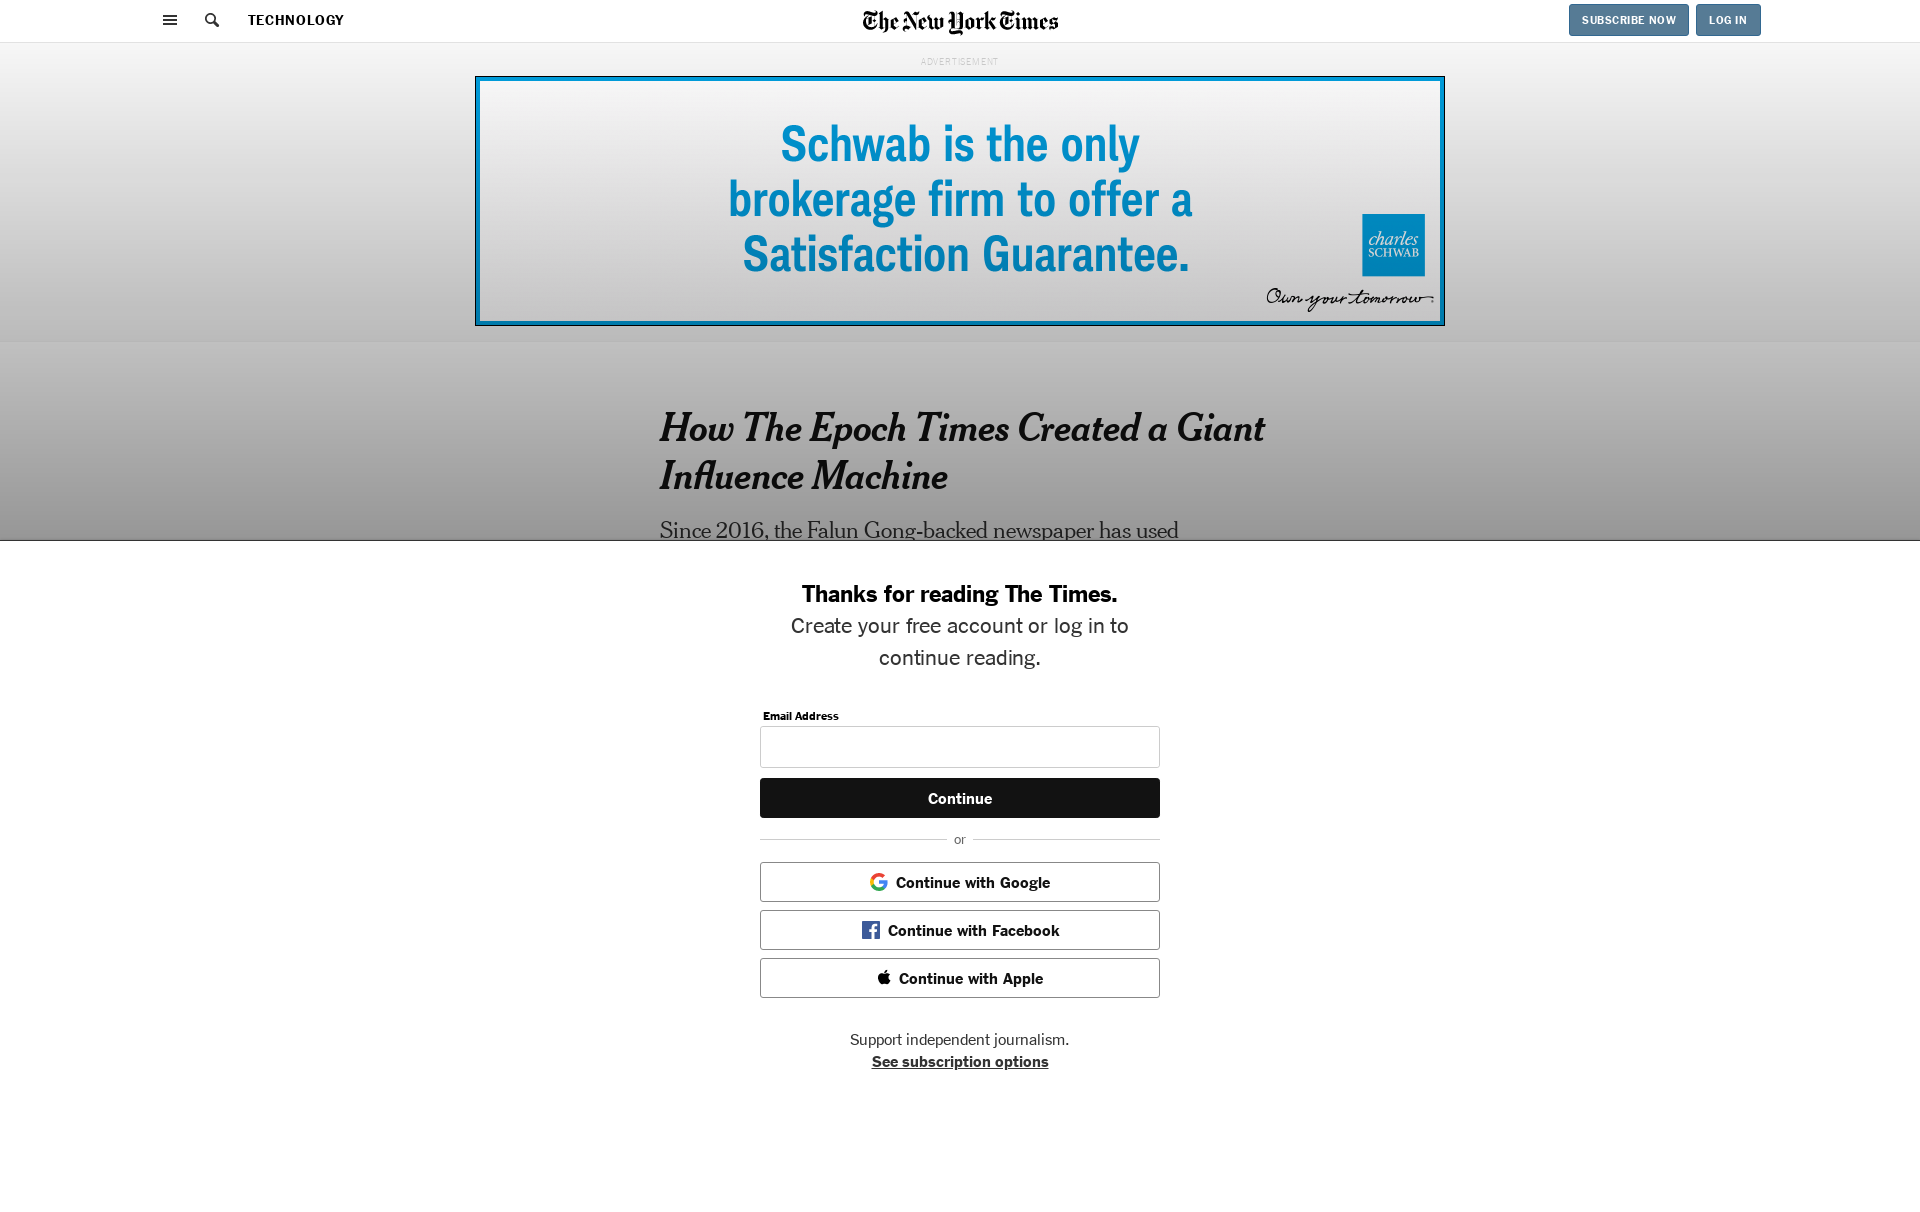 TECHNOLOGY
The New York Times
SUBSCRIBE NOW
LOG IN
ADVERTISEMENT
Schwab is the only
brokerage firm to offer a
Satisfaction Guarantee.
charles
SCHWAB
Own your tomorrow
How The Epoch Times Created a Giant
Influence Machine
Since 2016, the Falun Gong-backed newspaper has used
Thanks for reading The Times.
Create your free account or log in to
continue reading.
Email Address
Continue
or
Continue with Google
Continue with Facebook
Continue with Apple
Support independent journalism.
See subscription options